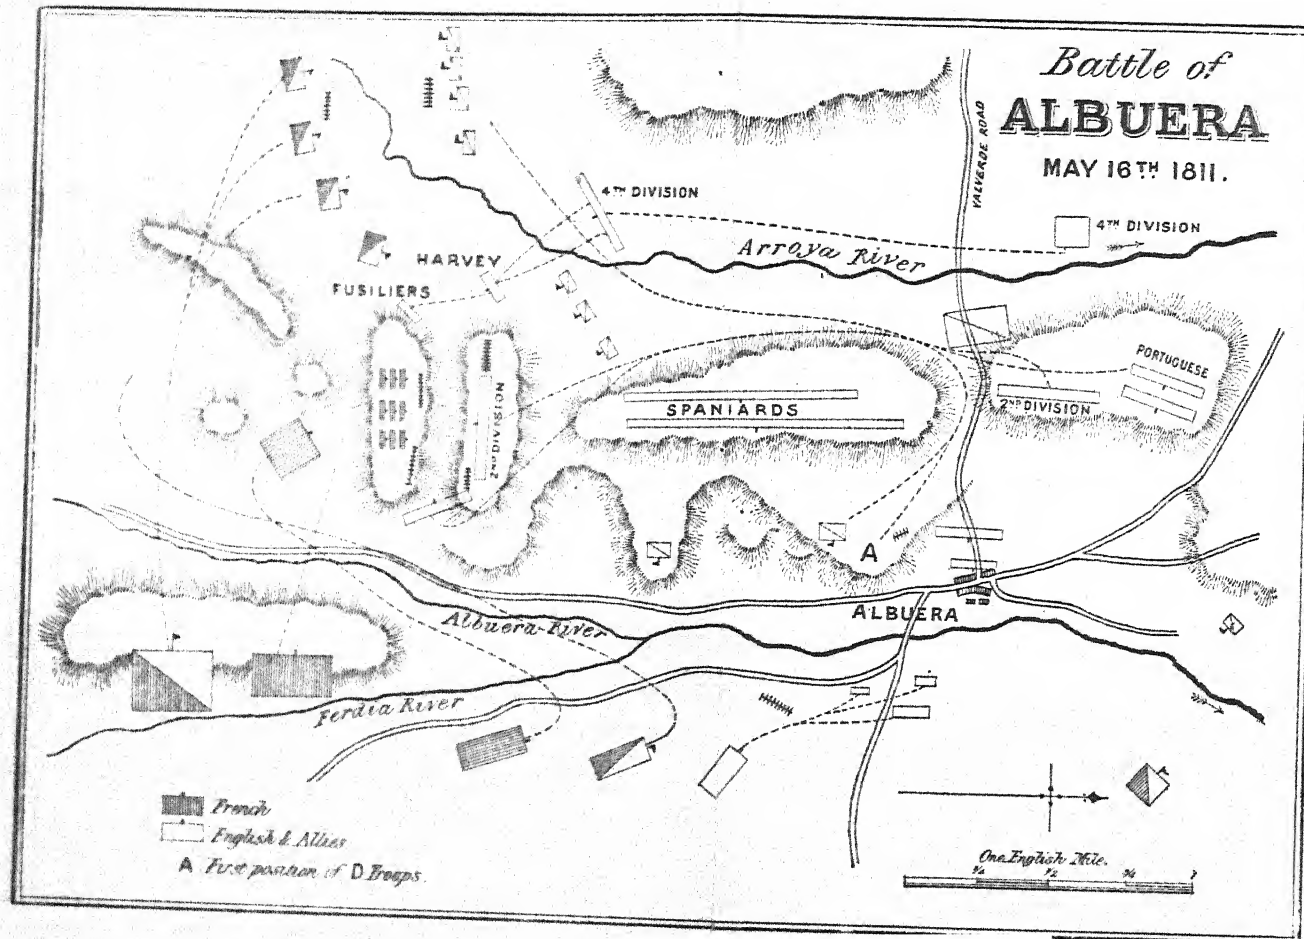 Battle of
ALBUERA
MAY 16TH 1811.
VALVERDE ROAD
4TH DIVISION
4TH DIVISION
Arroya River
HARVEY
FUSILIERS
PORTUGUESE
2ND DIVISION
SPANIARDS
2ND DIVISION
A
ALBUERA
Albuera River
Ferdia River
French
English & Allies
A First position of D Troops.
One English Mile.
1/4 1/2 3/4 1